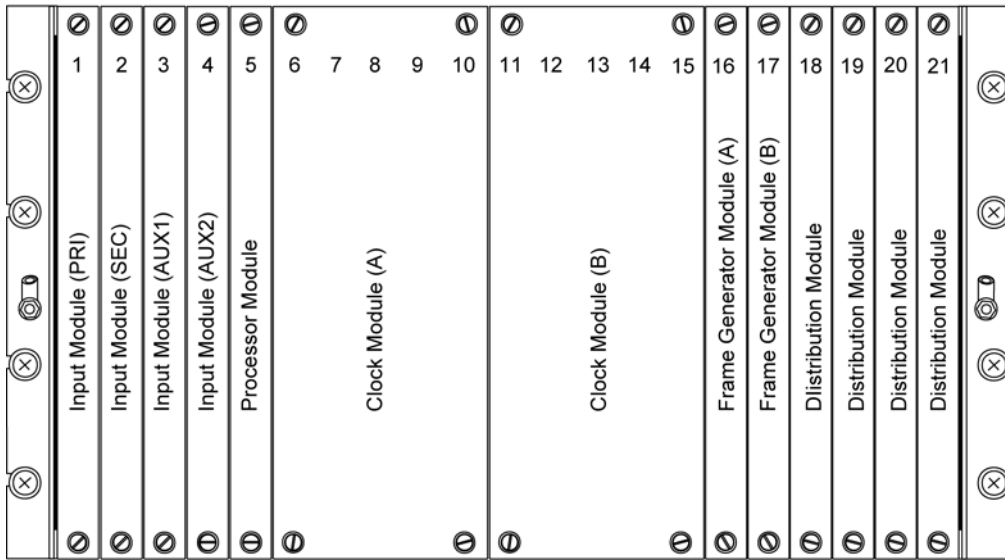 1 2 3 4 5 6 7 8 9 10 11 12 13 14 15 16 17 18 19 20 21
Input Module (PRI)
Input Module (SEC)
Input Module (AUX1)
Input Module (AUX2)
Processor Module
Clock Module (A)
Clock Module (B)
Frame Generator Module (A)
Frame Generator Module (B)
DIistribution Module
Distribution Module
Distribution Module
Distribution Module